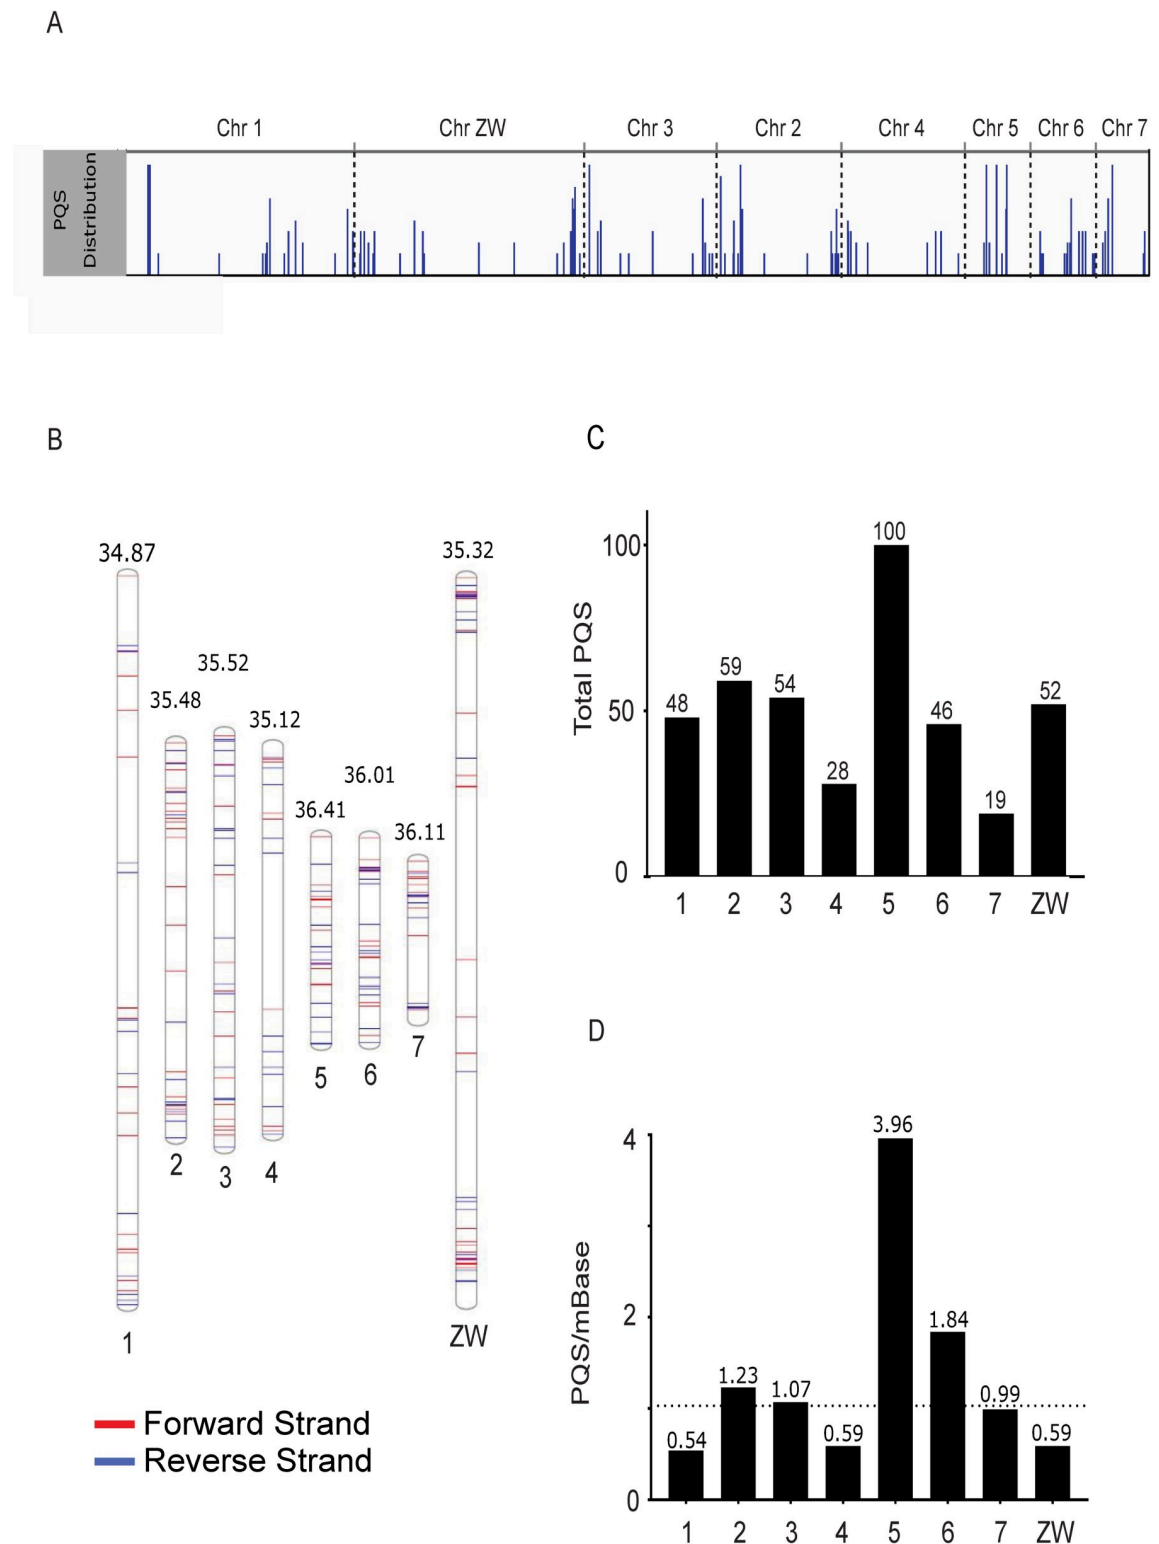 A
Chr 1 Chr ZW Chr 3 Chr 2 Chr 4 Chr 5 Chr 6 Chr 7
PQS
Distribution
B
34.87
35.48
35.52
35.12
36.41
36.01
36.11
35.32
1
2
3
4
5
6
7
ZW
Forward Strand
Reverse Strand
C
Total PQS
100
50
0
48
59
54
28
100
46
19
52
1 2 3 4 5 6 7 ZW
D
PQS/mBase
4
2
0
0.54
1.23
1.07
0.59
3.96
1.84
0.99
0.59
1 2 3 4 5 6 7 ZW